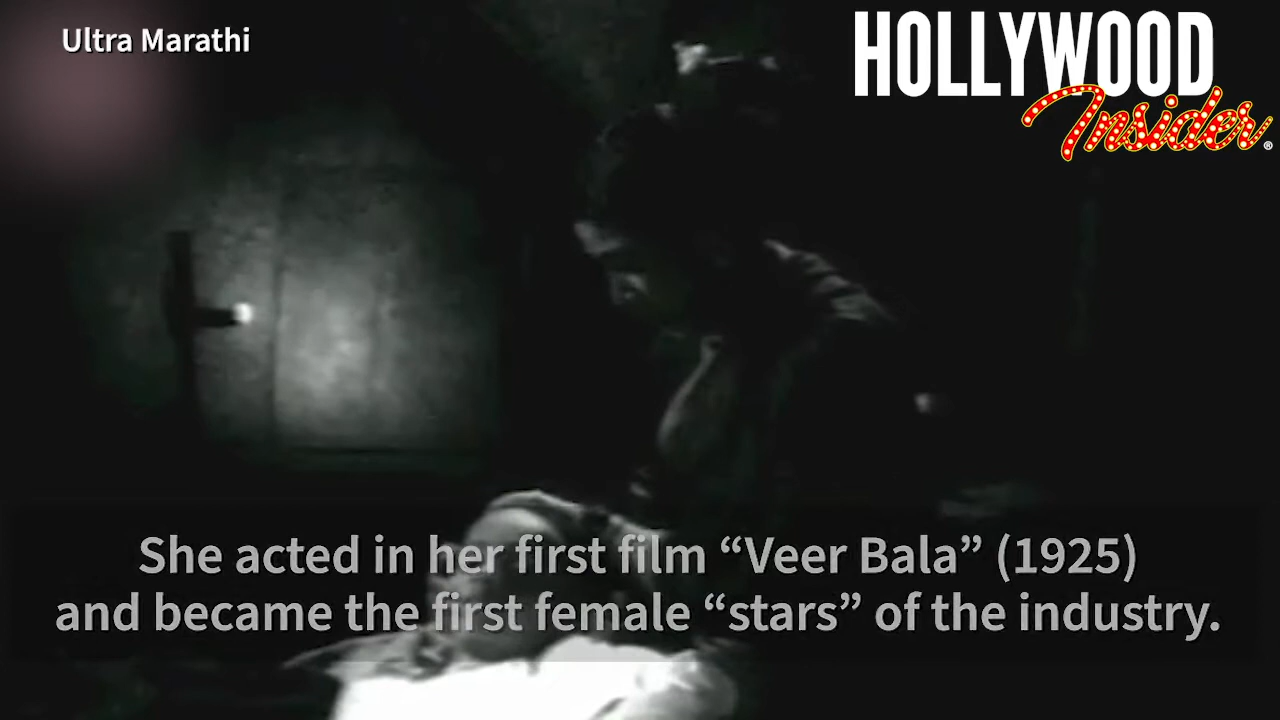 Ultra Marathi
HOLLYWOOD
Insider®
She acted in her first film “Veer Bala” (1925)
and became the first female “stars” of the industry.